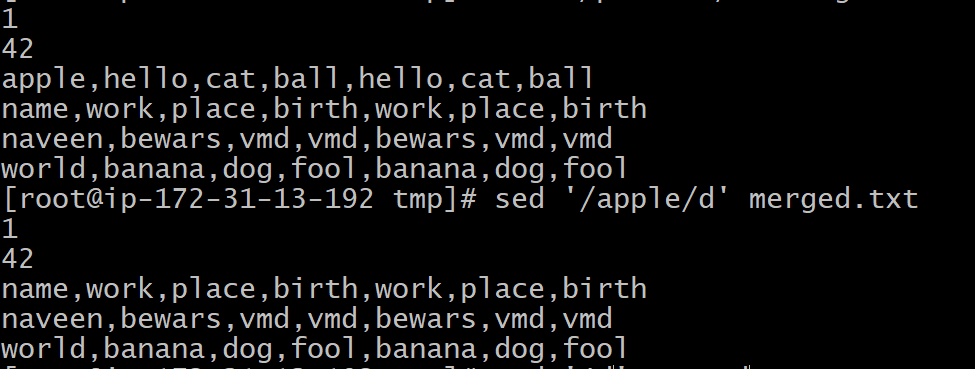 1
42
apple,hello,cat,ball,hello,cat,ball
name,work,place,birth,work,place,birth
naveen,bewars,vmd,vmd,bewars,vmd,vmd
world,banana,dog,fool,banana,dog,fool
[root@ip-172-31-13-192 tmp]# sed '/apple/d' merged.txt
1
42
name,work,place,birth,work,place,birth
naveen,bewars,vmd,vmd,bewars,vmd,vmd
world,banana,dog,fool,banana,dog,fool